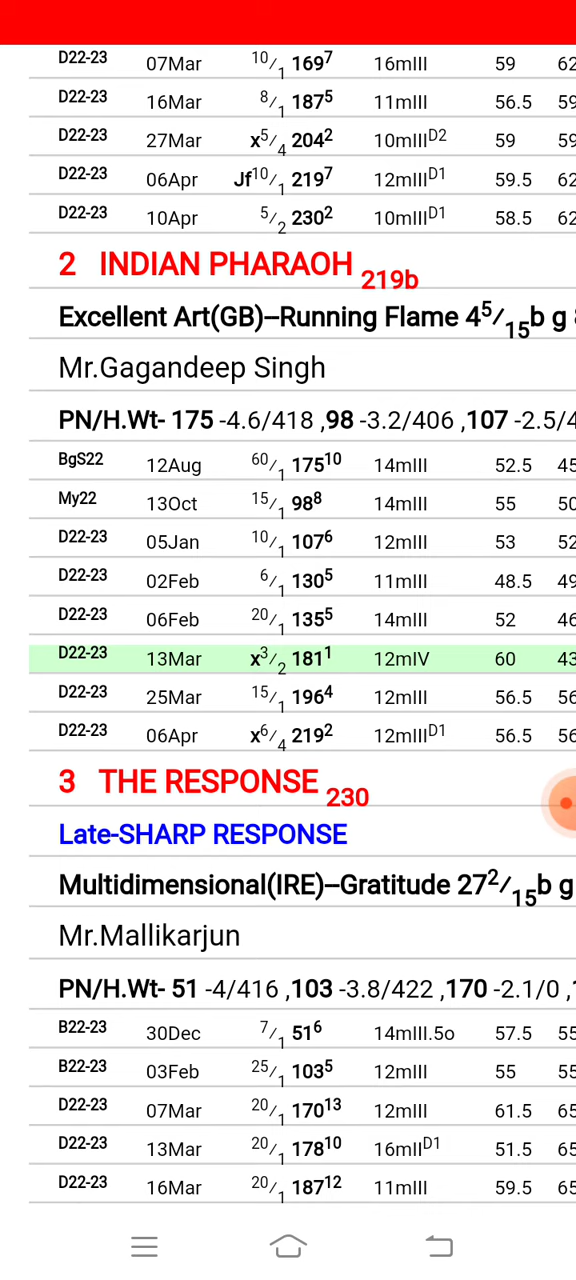 D22-23 07Mar 10/1 169⁷ 16mIII 59 62
D22-23 16Mar 8/1 187⁵ 11mIII 56.5 59
D22-23 27Mar x5/4 204² 10mIIIᴰ² 59 59
D22-23 06Apr Jf10/1 219⁷ 12mIIIᴰ¹ 59.5 62
D22-23 10Apr 5/2 230² 10mIIIᴰ¹ 58.5 62
2 INDIAN PHARAOH 219b
Excellent Art(GB)–Running Flame 4⁵/15b g
Mr.Gagandeep Singh
PN/H.Wt- 175 -4.6/418 ,98 -3.2/406 ,107 -2.5/4
BgS22 12Aug 60/1 175¹⁰ 14mIII 52.5 45
My22 13Oct 15/1 98⁸ 14mIII 55 50
D22-23 05Jan 10/1 107⁶ 12mIII 53 52
D22-23 02Feb 6/1 130⁵ 11mIII 48.5 49
D22-23 06Feb 20/1 135⁵ 14mIII 52 46
D22-23 13Mar x3/2 181¹ 12mIV 60 43
D22-23 25Mar 15/1 196⁴ 12mIII 56.5 56
D22-23 06Apr x6/4 219² 12mIIIᴰ¹ 56.5 56
3 THE RESPONSE 230
Late-SHARP RESPONSE
Multidimensional(IRE)–Gratitude 27²/15b g
Mr.Mallikarjun
PN/H.Wt- 51 -4/416 ,103 -3.8/422 ,170 -2.1/0 ,
B22-23 30Dec 7/1 51⁶ 14mIII.5o 57.5 55
B22-23 03Feb 25/1 103⁵ 12mIII 55 55
D22-23 07Mar 20/1 170¹³ 12mIII 61.5 65
D22-23 13Mar 20/1 178¹⁰ 16mIIᴰ¹ 51.5 65
D22-23 16Mar 20/1 187¹² 11mIII 59.5 65